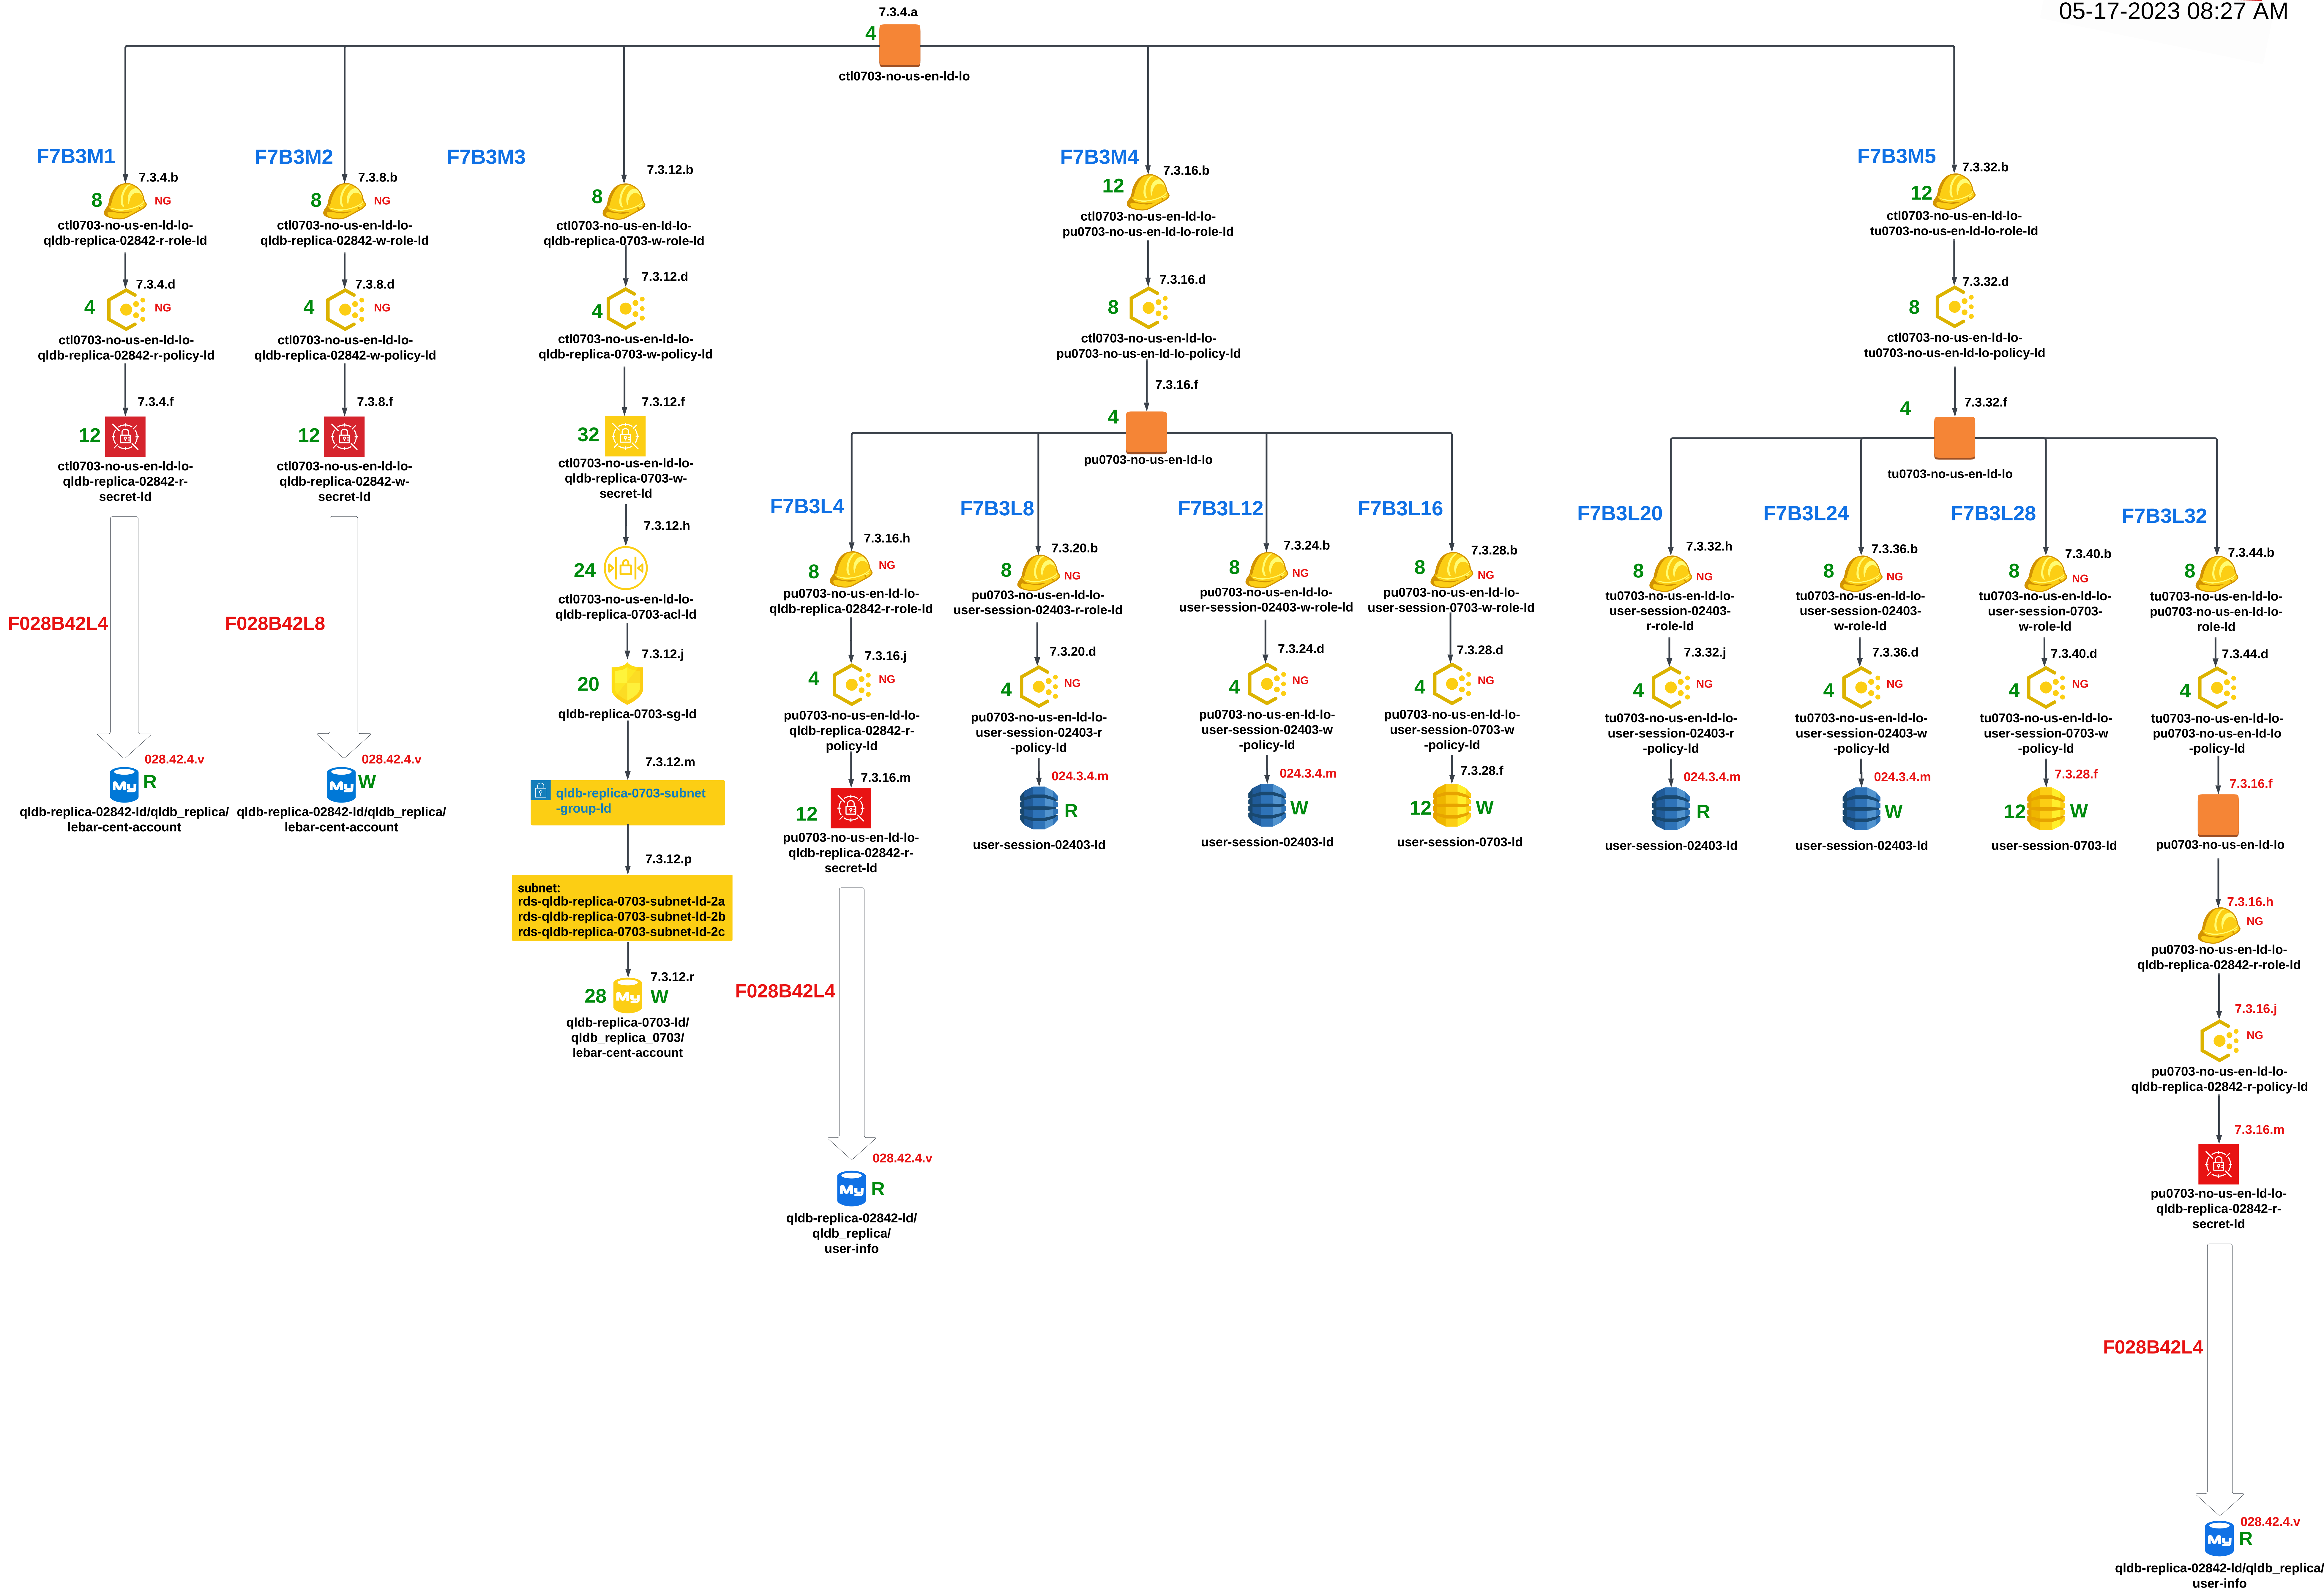 05-17-2023 08:27 AM
7.3.4.a
4
ctl0703-no-us-en-ld-lo
F7B3M1
7.3.4.b
8
NG
ctl0703-no-us-en-ld-lo-
qldb-replica-02842-r-role-ld
7.3.4.d
4
NG
ctl0703-no-us-en-ld-lo-
qldb-replica-02842-r-policy-ld
7.3.4.f
12
ctl0703-no-us-en-ld-lo-
qldb-replica-02842-r-
secret-ld
F028B42L4
028.42.4.v
My
R
qldb-replica-02842-ld/qldb_replica/
lebar-cent-account
F7B3M2
7.3.8.b
8
NG
ctl0703-no-us-en-ld-lo-
qldb-replica-02842-w-role-ld
7.3.8.d
4
NG
ctl0703-no-us-en-ld-lo-
qldb-replica-02842-w-policy-ld
7.3.8.f
12
ctl0703-no-us-en-ld-lo-
qldb-replica-02842-w-
secret-ld
F028B42L8
028.42.4.v
My
W
qldb-replica-02842-ld/qldb_replica/
lebar-cent-account
F7B3M3
7.3.12.b
8
ctl0703-no-us-en-ld-lo-
qldb-replica-0703-w-role-ld
7.3.12.d
4
ctl0703-no-us-en-ld-lo-
qldb-replica-0703-w-policy-ld
7.3.12.f
32
ctl0703-no-us-en-ld-lo-
qldb-replica-0703-w-
secret-ld
7.3.12.h
24
ctl0703-no-us-en-ld-lo-
qldb-replica-0703-acl-ld
7.3.12.j
20
qldb-replica-0703-sg-ld
7.3.12.m
qldb-replica-0703-subnet
-group-ld
7.3.12.p
subnet:
rds-qldb-replica-0703-subnet-ld-2a
rds-qldb-replica-0703-subnet-ld-2b
rds-qldb-replica-0703-subnet-ld-2c
7.3.12.r
28
My
W
qldb-replica-0703-ld/
qldb_replica_0703/
lebar-cent-account
F7B3M4
7.3.16.b
12
ctl0703-no-us-en-ld-lo-
pu0703-no-us-en-ld-lo-role-ld
7.3.16.d
8
ctl0703-no-us-en-ld-lo-
pu0703-no-us-en-ld-lo-policy-ld
7.3.16.f
4
pu0703-no-us-en-ld-lo
F7B3L4
7.3.16.h
8
NG
pu0703-no-us-en-ld-lo-
qldb-replica-02842-r-role-ld
7.3.16.j
4
NG
pu0703-no-us-en-ld-lo-
qldb-replica-02842-r-
policy-ld
7.3.16.m
12
pu0703-no-us-en-ld-lo-
qldb-replica-02842-r-
secret-ld
F028B42L4
028.42.4.v
My
R
qldb-replica-02842-ld/
qldb_replica/
user-info
F7B3L8
7.3.20.b
8
NG
pu0703-no-us-en-ld-lo-
user-session-02403-r-role-ld
7.3.20.d
4
NG
pu0703-no-us-en-ld-lo-
user-session-02403-r
-policy-ld
024.3.4.m
R
user-session-02403-ld
F7B3L12
7.3.24.b
8
NG
pu0703-no-us-en-ld-lo-
user-session-02403-w-role-ld
7.3.24.d
4
NG
pu0703-no-us-en-ld-lo-
user-session-02403-w
-policy-ld
024.3.4.m
W
user-session-02403-ld
F7B3L16
7.3.28.b
8
NG
pu0703-no-us-en-ld-lo-
user-session-0703-w-role-ld
7.3.28.d
4
NG
pu0703-no-us-en-ld-lo-
user-session-0703-w
-policy-ld
7.3.28.f
12
W
user-session-0703-ld
F7B3M5
7.3.32.b
12
ctl0703-no-us-en-ld-lo-
tu0703-no-us-en-ld-lo-role-ld
7.3.32.d
8
ctl0703-no-us-en-ld-lo-
tu0703-no-us-en-ld-lo-policy-ld
7.3.32.f
4
tu0703-no-us-en-ld-lo
F7B3L20
7.3.32.h
8
NG
tu0703-no-us-en-ld-lo-
user-session-02403-
r-role-ld
7.3.32.j
4
NG
tu0703-no-us-en-ld-lo-
user-session-02403-r
-policy-ld
024.3.4.m
R
user-session-02403-ld
F7B3L24
7.3.36.b
8
NG
tu0703-no-us-en-ld-lo-
user-session-02403-
w-role-ld
7.3.36.d
4
NG
tu0703-no-us-en-ld-lo-
user-session-02403-w
-policy-ld
024.3.4.m
W
user-session-02403-ld
F7B3L28
7.3.40.b
8
NG
tu0703-no-us-en-ld-lo-
user-session-0703-
w-role-ld
7.3.40.d
4
NG
tu0703-no-us-en-ld-lo-
user-session-0703-w
-policy-ld
7.3.28.f
12
W
user-session-0703-ld
F7B3L32
7.3.44.b
8
tu0703-no-us-en-ld-lo-
pu0703-no-us-en-ld-lo-
role-ld
7.3.44.d
4
tu0703-no-us-en-ld-lo-
pu0703-no-us-en-ld-lo
-policy-ld
7.3.16.f
pu0703-no-us-en-ld-lo
7.3.16.h
NG
pu0703-no-us-en-ld-lo-
qldb-replica-02842-r-role-ld
7.3.16.j
NG
pu0703-no-us-en-ld-lo-
qldb-replica-02842-r-policy-ld
7.3.16.m
pu0703-no-us-en-ld-lo-
qldb-replica-02842-r-
secret-ld
F028B42L4
028.42.4.v
My
R
qldb-replica-02842-ld/qldb_replica/
user-info